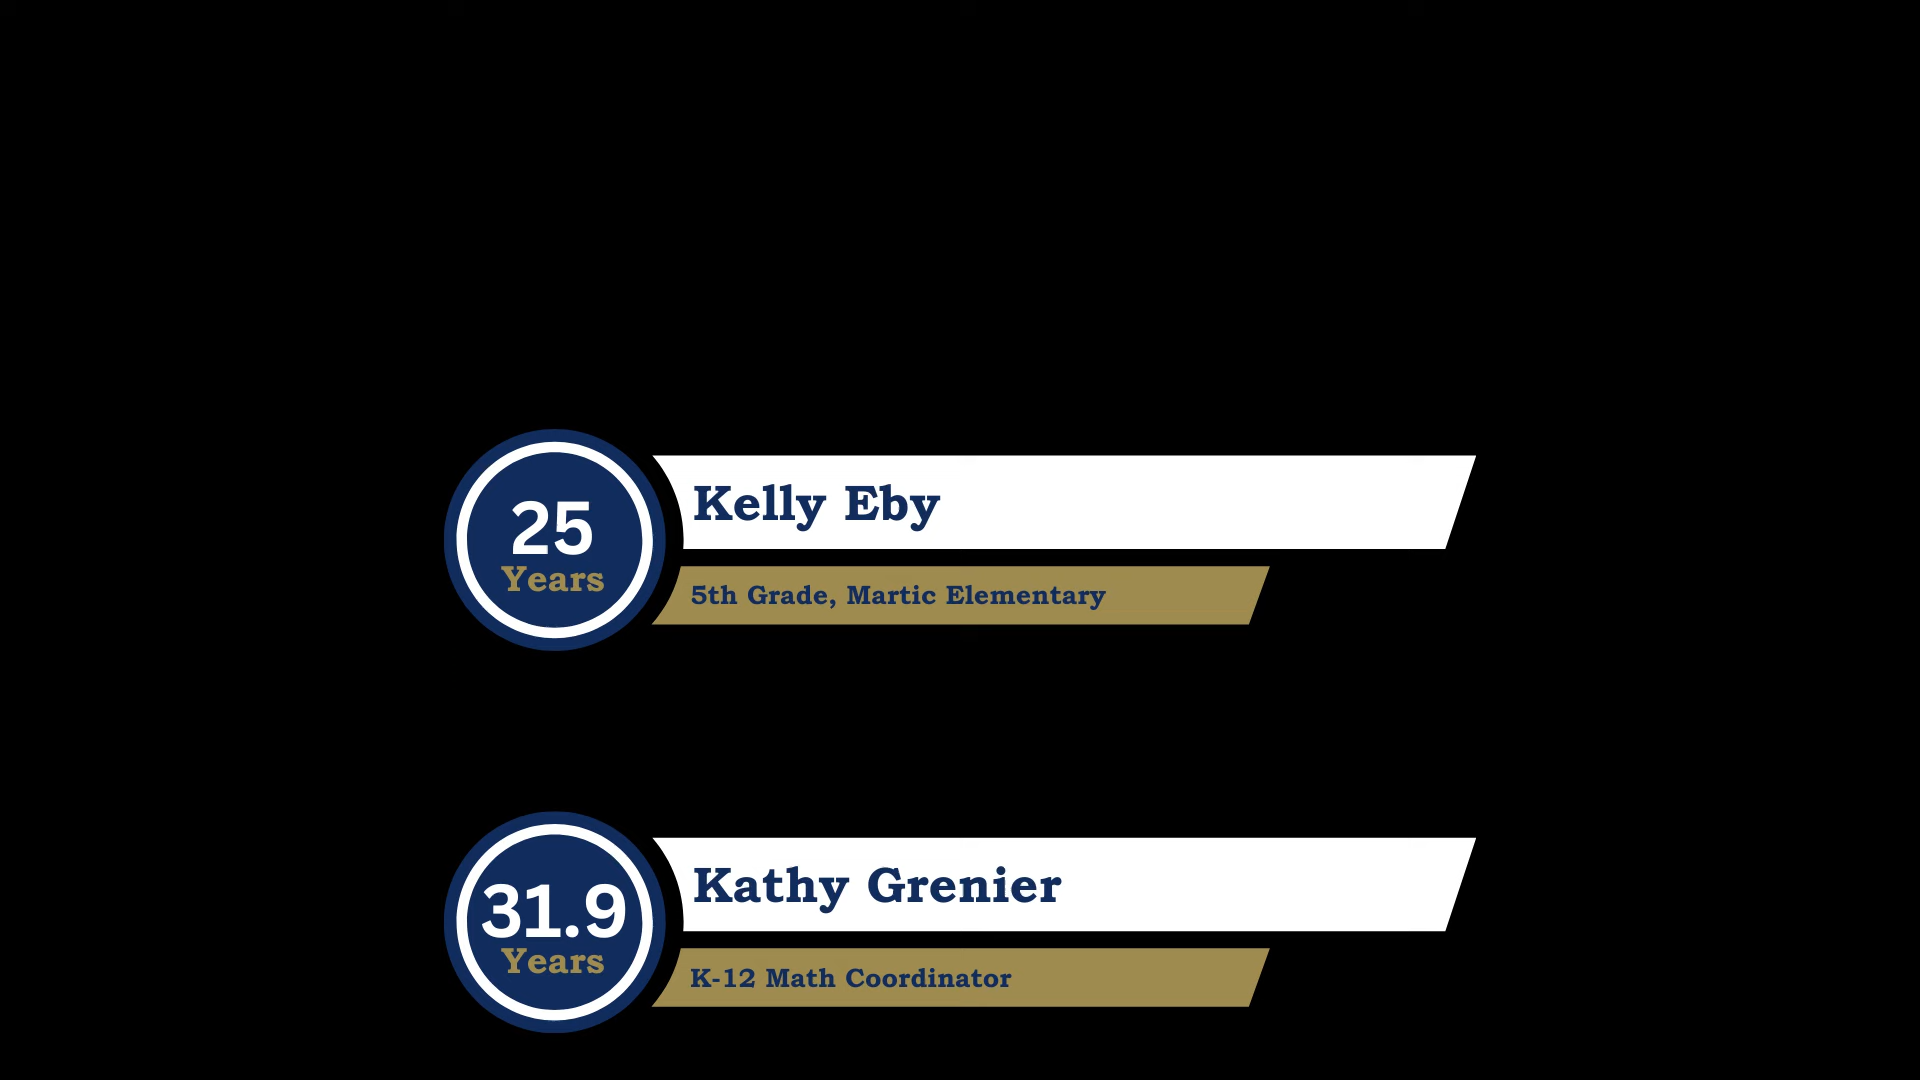 25
Years
Kelly Eby
5th Grade, Martic Elementary
31.9
Years
Kathy Grenier
K-12 Math Coordinator